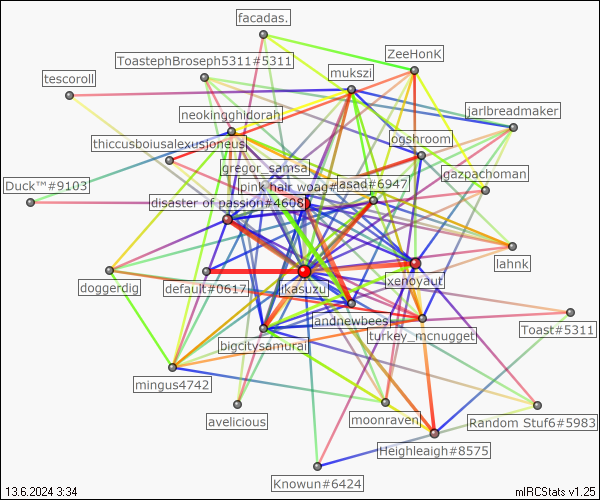 facadas.
ZeeHonK
ToastephBroseph5311#5311
mukszi
tescoroll
jarlbreadmaker
neokingghidorah
ogshroom
thiccusboiusalexusjoneus
gregor_samsa
gazpachoman
pink hair woag#
asad#6947
Duck™#9103
disaster of passion#4608
lahnk
doggerdig
default#0617
ikasuzu
xenoyaut
andnewbees
Toast#5311
turkey_mcnugget
bigcitysamurai
mingus4742
avelicious
moonraven
Random Stuf6#5983
Heighleaigh#8575
Knowun#6424
13.6.2024 3:34
mIRCStats v1.25